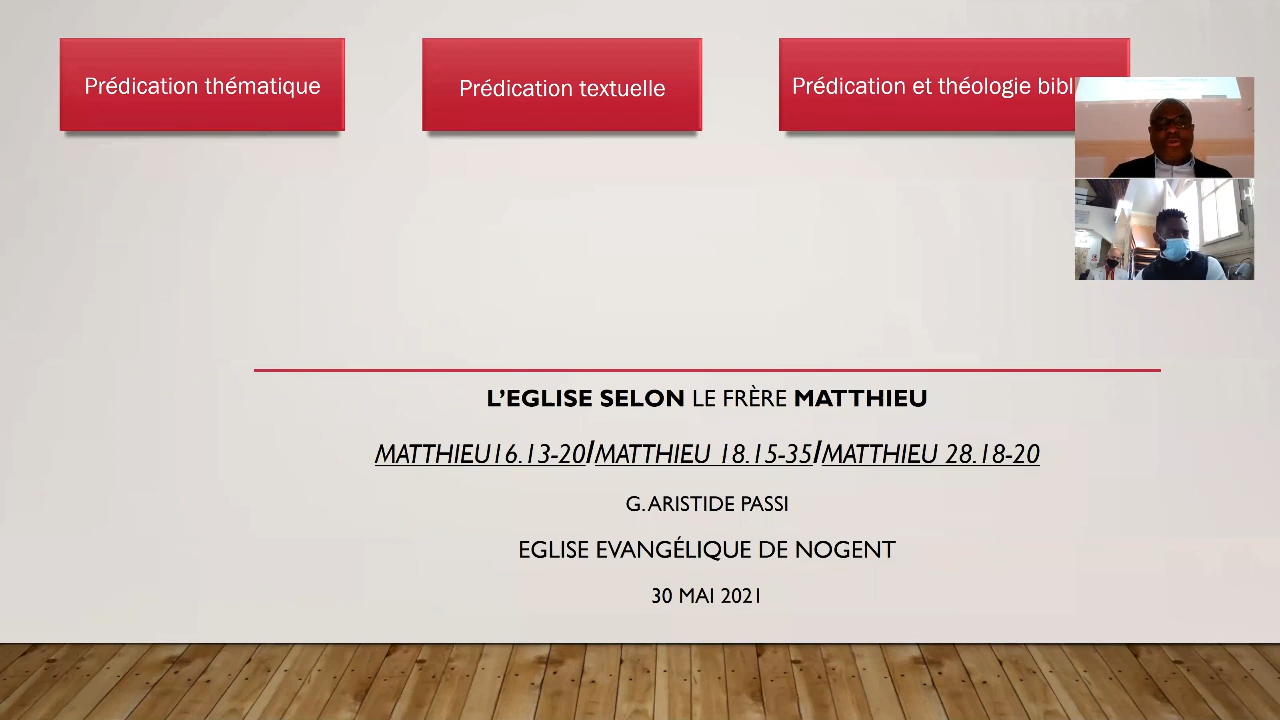 Prédication thématique
Prédication textuelle
Prédication et théologie bibl
L’EGLISE SELON LE FRÈRE MATTHIEU
MATTHIEU16.13-20/MATTHIEU 18.15-35/MATTHIEU 28.18-20
G.ARISTIDE PASSI
EGLISE EVANGÉLIQUE DE NOGENT
30 MAI 2021